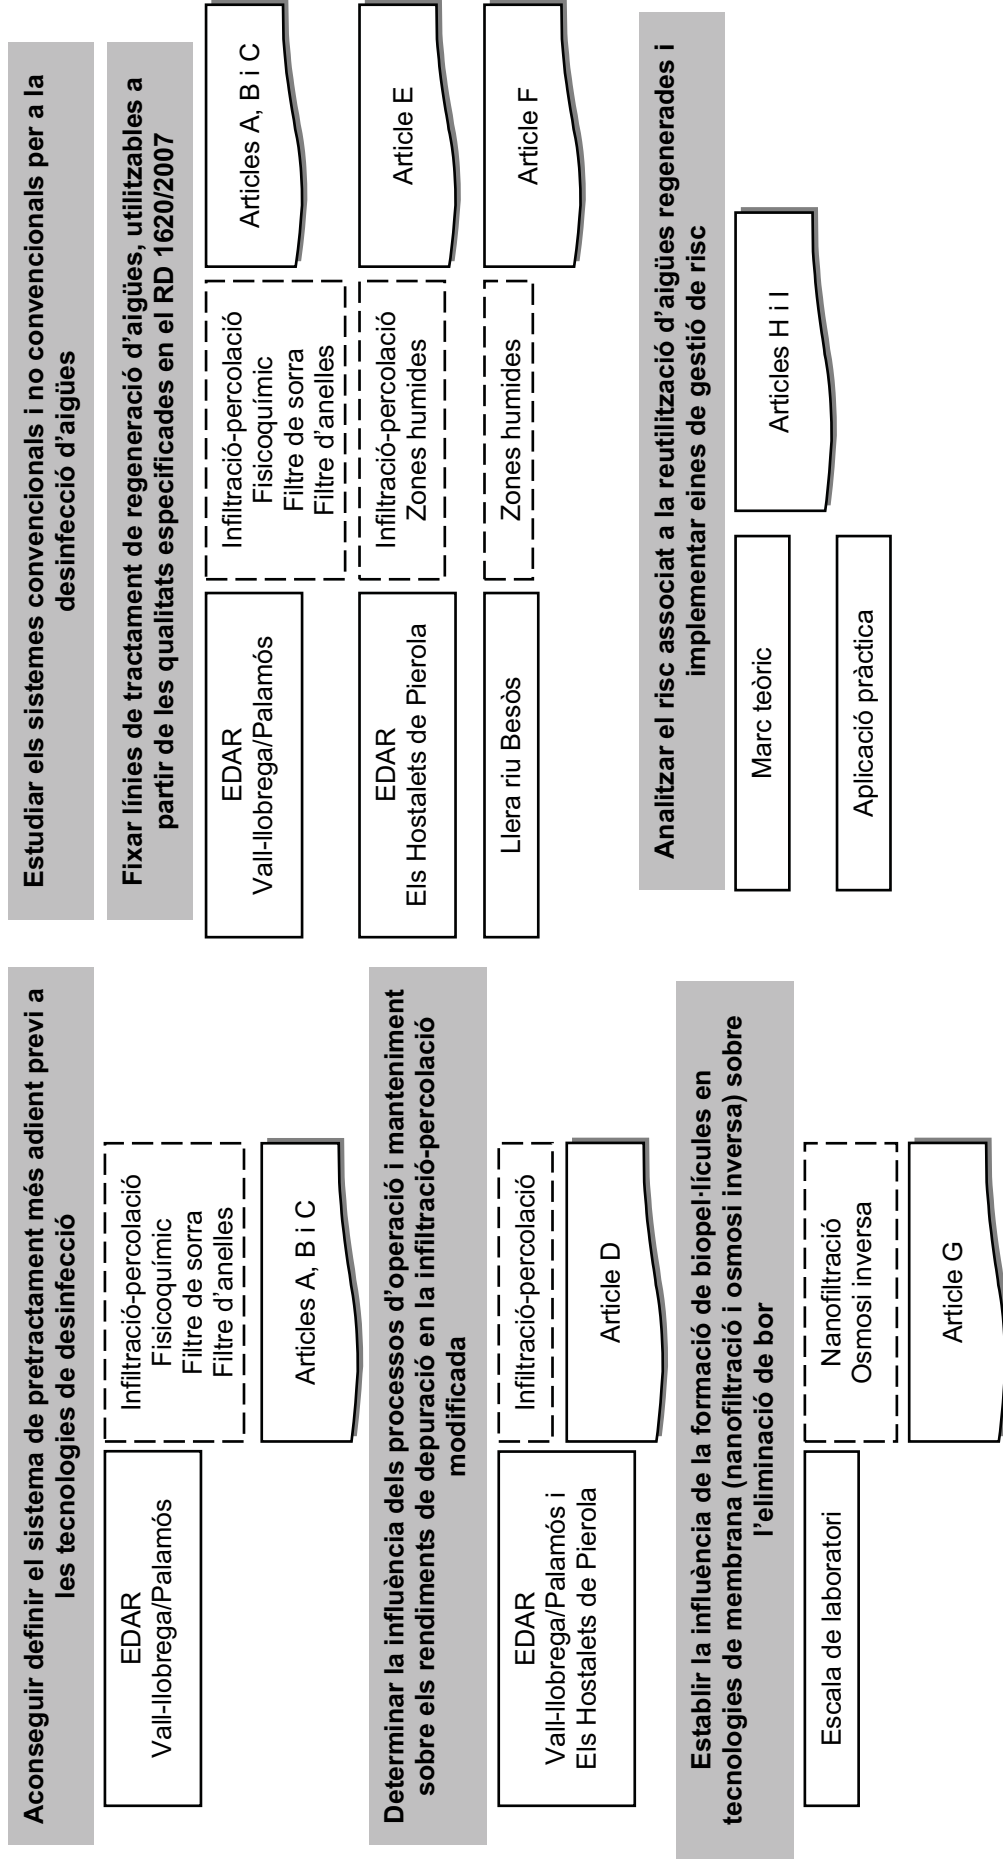 Aconseguir definir el sistema de pretractament més adient previ a
les tecnologies de desinfecció
EDAR
Vall-llobrega/Palamós
Infiltració-percolació
Fisicoquímic
Filtre de sorra
Filtre d’anelles
Articles A, B i C
Determinar la influència dels processos d’operació i manteniment
sobre els rendiments de depuració en la infiltració-percolació
modificada
EDAR
Vall-llobrega/Palamós i
Els Hostalets de Pierola
Infiltració-percolació
Article D
Establir la influència de la formació de biopel·lícules en
tecnologies de membrana (nanofiltració i osmosi inversa) sobre
l’eliminació de bor
Escala de laboratori
Nanofiltració
Osmosi inversa
Article G
Estudiar els sistemes convencionals i no convencionals per a la
desinfecció d’aigües
Fixar línies de tractament de regeneració d’aigües, utilitzables a
partir de les qualitats especificades en el RD 1620/2007
EDAR
Vall-llobrega/Palamós
Infiltració-percolació
Fisicoquímic
Filtre de sorra
Filtre d’anelles
Articles A, B i C
EDAR
Els Hostalets de Pierola
Infiltració-percolació
Zones humides
Article E
Llera riu Besòs
Zones humides
Article F
Analitzar el risc associat a la reutilització d’aigües regenerades i
implementar eines de gestió de risc
Marc teòric
Articles H i I
Aplicació pràctica